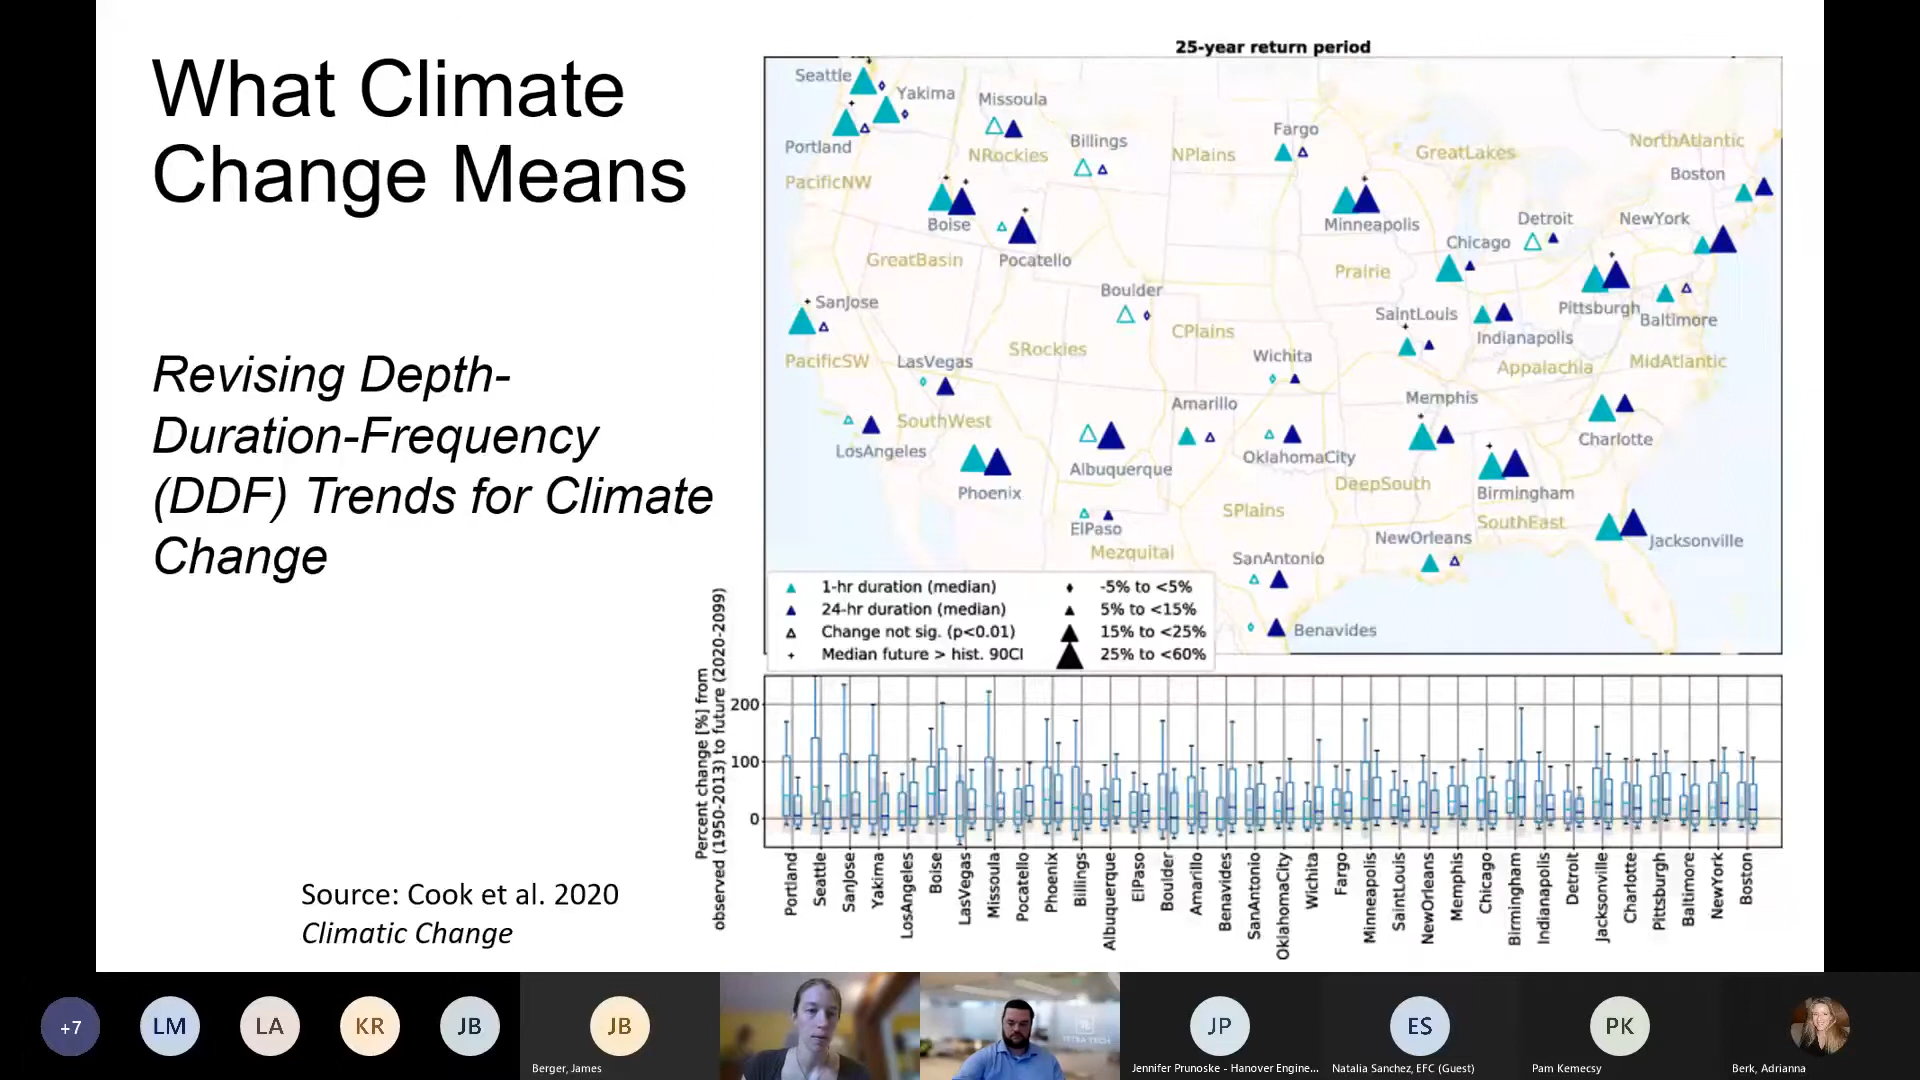 What Climate
Change Means
Revising Depth-
Duration-Frequency
(DDF) Trends for Climate
Change
Source: Cook et al. 2020
Climatic Change
25-year return period
Seattle
Yakima
Missoula
Portland
NRockies
Billings
NPlains
Fargo
GreatLakes
NorthAtlantic
PacificNW
Boston
Boise
Pocatello
GreatBasin
Minneapolis
Detroit
NewYork
Chicago
Prairie
Pittsburgh
Baltimore
SanJose
Boulder
SaintLouis
Indianapolis
PacificSW
SRockies
CPlains
LasVegas
Wichita
Appalachia
MidAtlantic
SouthWest
Amarillo
Memphis
LosAngeles
Albuquerque
OklahomaCity
Charlotte
Phoenix
DeepSouth
Birmingham
ElPaso
SPlains
SouthEast
Mezquital
NewOrleans
Jacksonville
SanAntonio
Benavides
1-hr duration (median)
24-hr duration (median)
Change not sig. (p<0.01)
Median future > hist. 90CI
-5% to <5%
5% to <15%
15% to <25%
25% to <60%
Percent change [%] from
observed (1950-2013) to future (2020-2099)
200
100
0
Portland
Seattle
SanJose
Yakima
LosAngeles
Boise
LasVegas
Missoula
Pocatello
Phoenix
Billings
Albuquerque
ElPaso
Boulder
Amarillo
Benavides
SanAntonio
OklahomaCity
Wichita
Fargo
Minneapolis
SaintLouis
NewOrleans
Memphis
Chicago
Birmingham
Indianapolis
Detroit
Jacksonville
Charlotte
Pittsburgh
Baltimore
NewYork
Boston
+7
LM
LA
KR
JB
JB
Berger, James
TETRA TECH
JP
Jennifer Prunoske - Hanover Engine...
ES
Natalia Sanchez, EFC (Guest)
PK
Pam Kemecsy
Berk, Adrianna